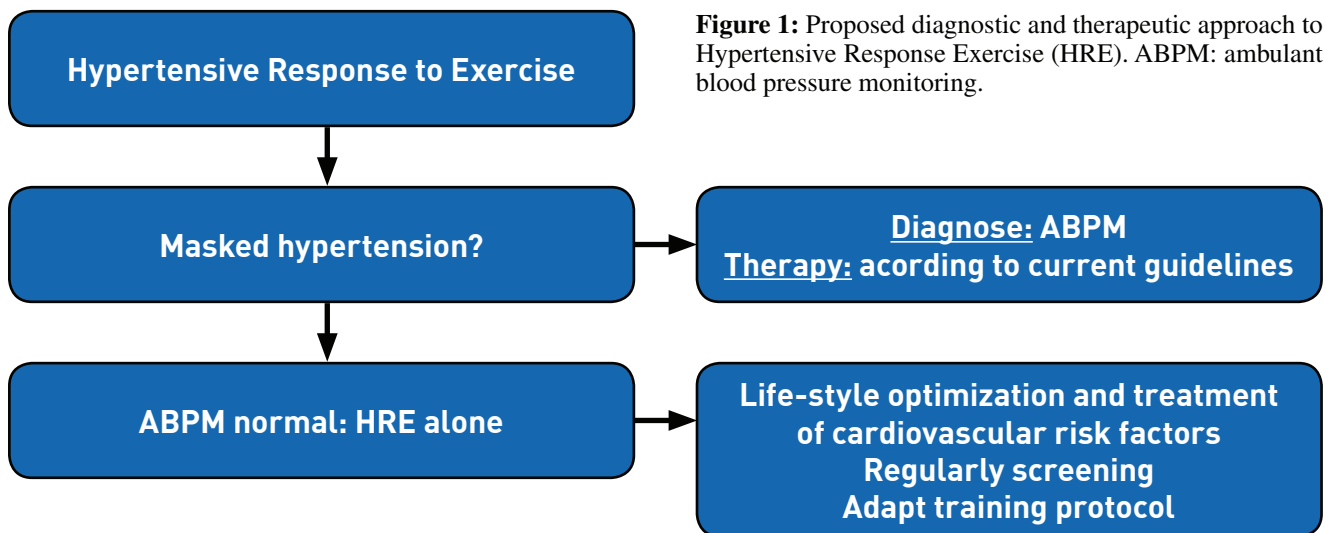 Hypertensive Response to Exercise
Figure 1: Proposed diagnostic and therapeutic approach to
Hypertensive Response Exercise (HRE). ABPM: ambulant
blood pressure monitoring.
Masked hypertension?
Diagnose: ABPM
Therapy: acording to current guidelines
ABPM normal: HRE alone
Life-style optimization and treatment
of cardiovascular risk factors
Regularly screening
Adapt training protocol